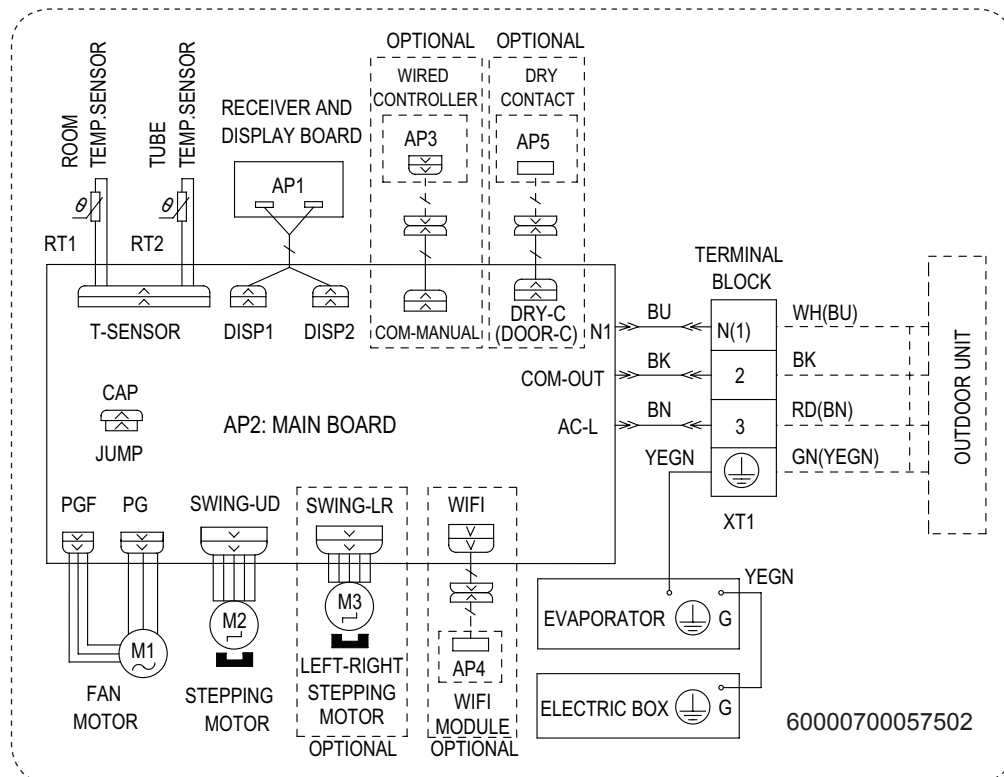 OPTIONAL
OPTIONAL
ROOM
TEMP.SENSOR
TUBE
TEMP.SENSOR
RECEIVER AND
DISPLAY BOARD
WIRED
CONTROLLER
DRY
CONTACT
AP1
AP3
AP5
θ
θ
RT1
RT2
T-SENSOR
DISP1
DISP2
COM-MANUAL
DRY-C
(DOOR-C)
N1
BU
TERMINAL
BLOCK
N(1)
WH(BU)
COM-OUT
BK
2
BK
AC-L
BN
3
RD(BN)
YEGN
GN(YEGN)
XT1
OUTDOOR UNIT
CAP
JUMP
AP2: MAIN BOARD
PGF
PG
SWING-UD
SWING-LR
WIFI
M1
M2
M3
AP4
FAN
MOTOR
STEPPING
MOTOR
LEFT-RIGHT
STEPPING
MOTOR
OPTIONAL
WIFI
MODULE
OPTIONAL
YEGN
EVAPORATOR
G
ELECTRIC BOX
G
60000700057502